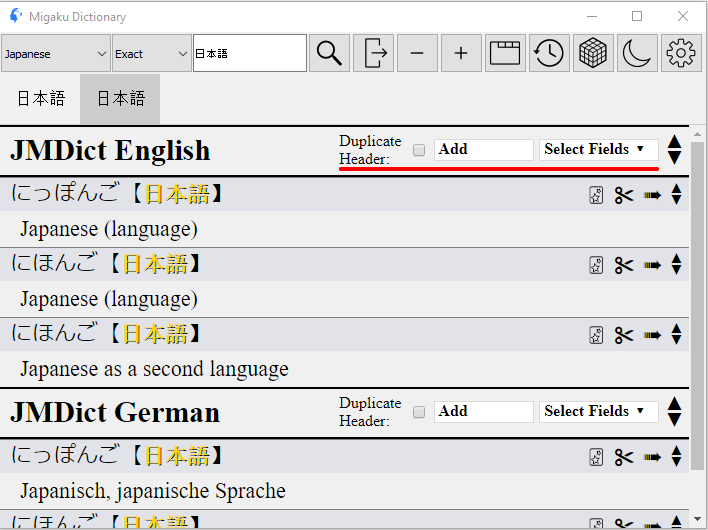 Migaku Dictionary
Japanese Exact 日本語
日本語 日本語
JMDict English Duplicate Header: Add Select Fields
にっぽんご【日本語】
Japanese (language)
にほんご【日本語】
Japanese (language)
にほんご【日本語】
Japanese as a second language
JMDict German Duplicate Header: Add Select Fields
にっぽんご【日本語】
Japanisch, japanische Sprache
にほんご【日本語】